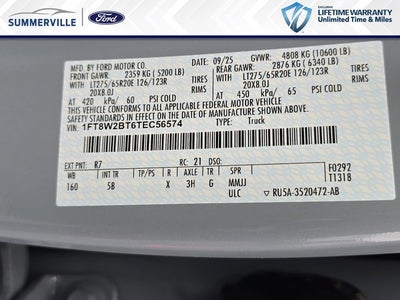 SUMMERVILLE Ford
EXCLUSIVE
LIFETIME WARRANTY
Unlimited Time & Miles
MFD. BY FORD MOTOR CO.
09/25 GVWR: 4808 KG (10600 LB)
FRONT GAWR: 2359 KG (5200 LB)
REAR GAWR: 2876 KG (6340 LB)
LT275/65R20E 126/123R
LT275/65R20E 126/123R
20X8.0J
20X8.0J
AT 420 kPa/ 60 PSI COLD
AT 450 kPa/ 65 PSI COLD
THIS VEHICLE CONFORMS TO ALL APPLICABLE FEDERAL MOTOR VEHICLE
SAFETY STANDARDS IN EFFECT ON THE DATE OF MANUFACTURE SHOWN ABOVE.
VIN: 1FT8W2BT6TEC56574
TYPE: Truck
EXT PNT: R7 RC: 21 DSO:
WB INT TR TP/PS R AXLE TR SPR
160 5B X 3H G MMJJ
ULC
F0292
T1318
RU5A-3520472-AB